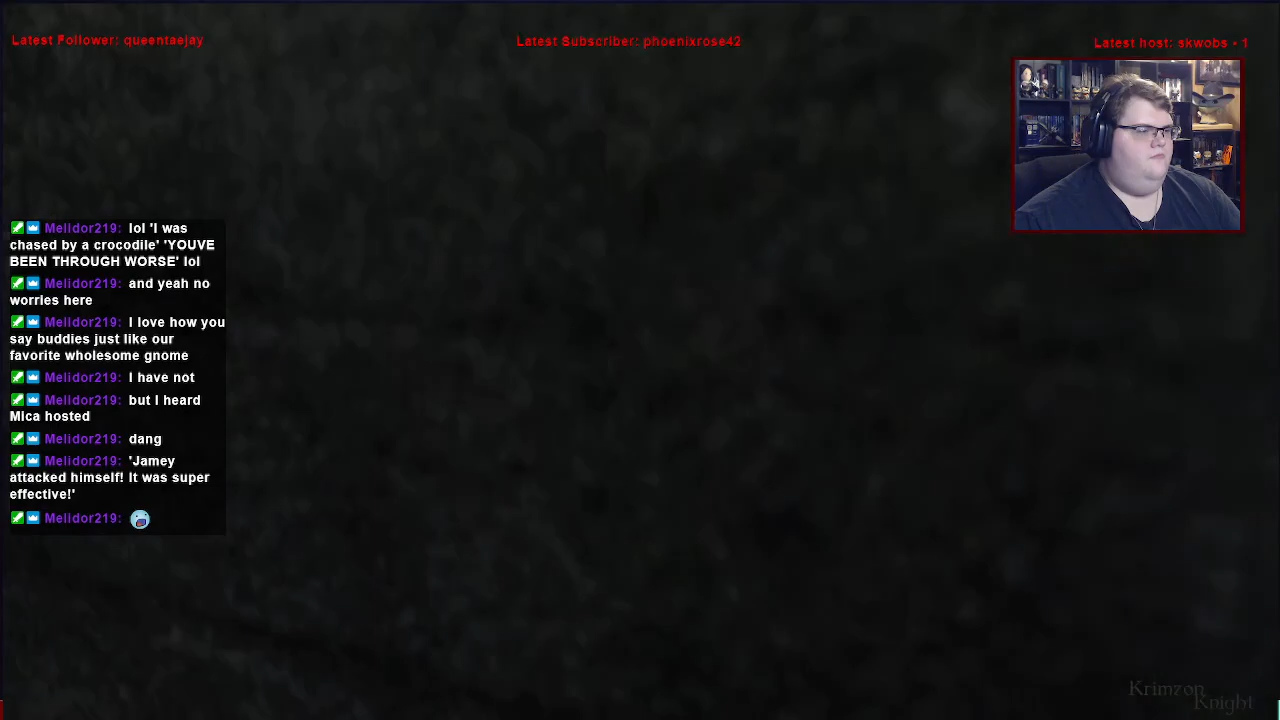 Latest Follower: queentaejay
Latest Subscriber: phoenixrose42
Latest host: skwobs • 1
Melidor219: lol 'I was
chased by a crocodile' 'YOUVE
BEEN THROUGH WORSE' lol
Melidor219: and yeah no
worries here
Melidor219: I love how you
say buddies just like our
favorite wholesome gnome
Melidor219: I have not
Melidor219: but I heard
Mica hosted
Melidor219: dang
Melidor219: 'Jamey
attacked himself! It was super
effective!'
Melidor219:
Krimzon
Knight